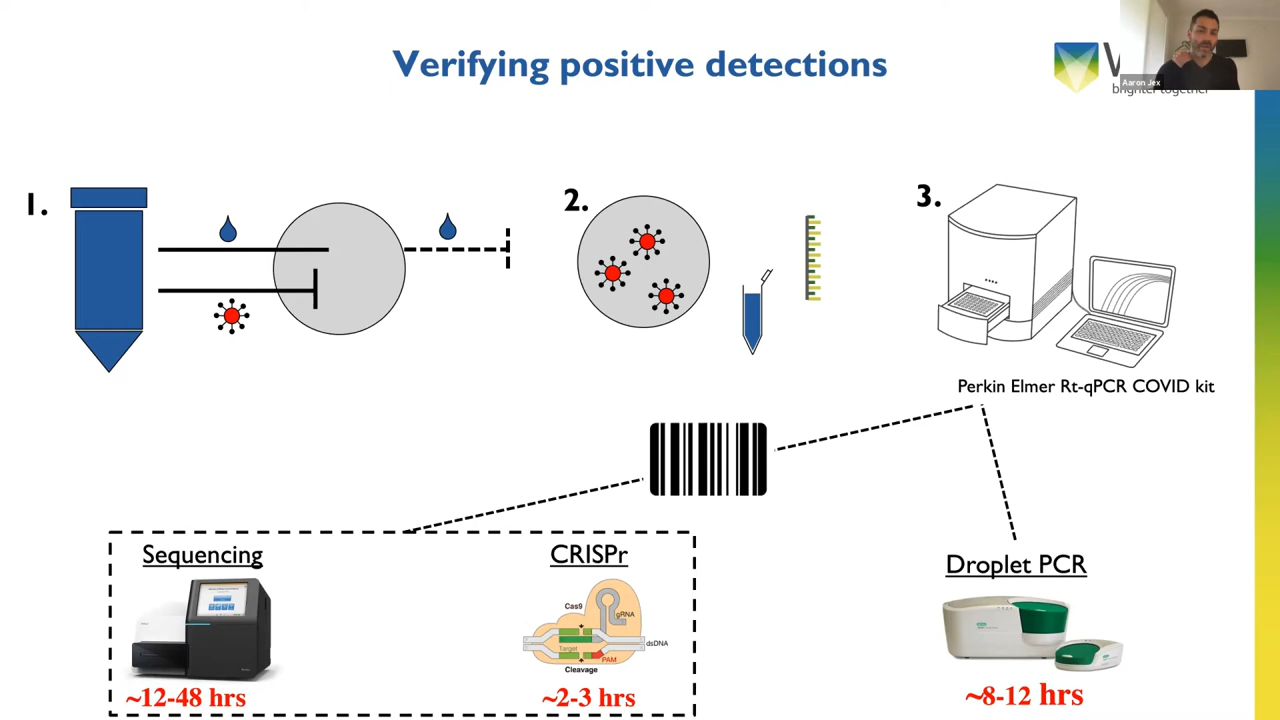 Verifying positive detections
Aaron Jex
brighter together
1.
2.
3.
Perkin Elmer Rt-qPCR COVID kit
Sequencing
CRISPr
Droplet PCR
Cas9
gRNA
dsDNA
Target
PAM
Cleavage
~12-48 hrs
~2-3 hrs
~8-12 hrs